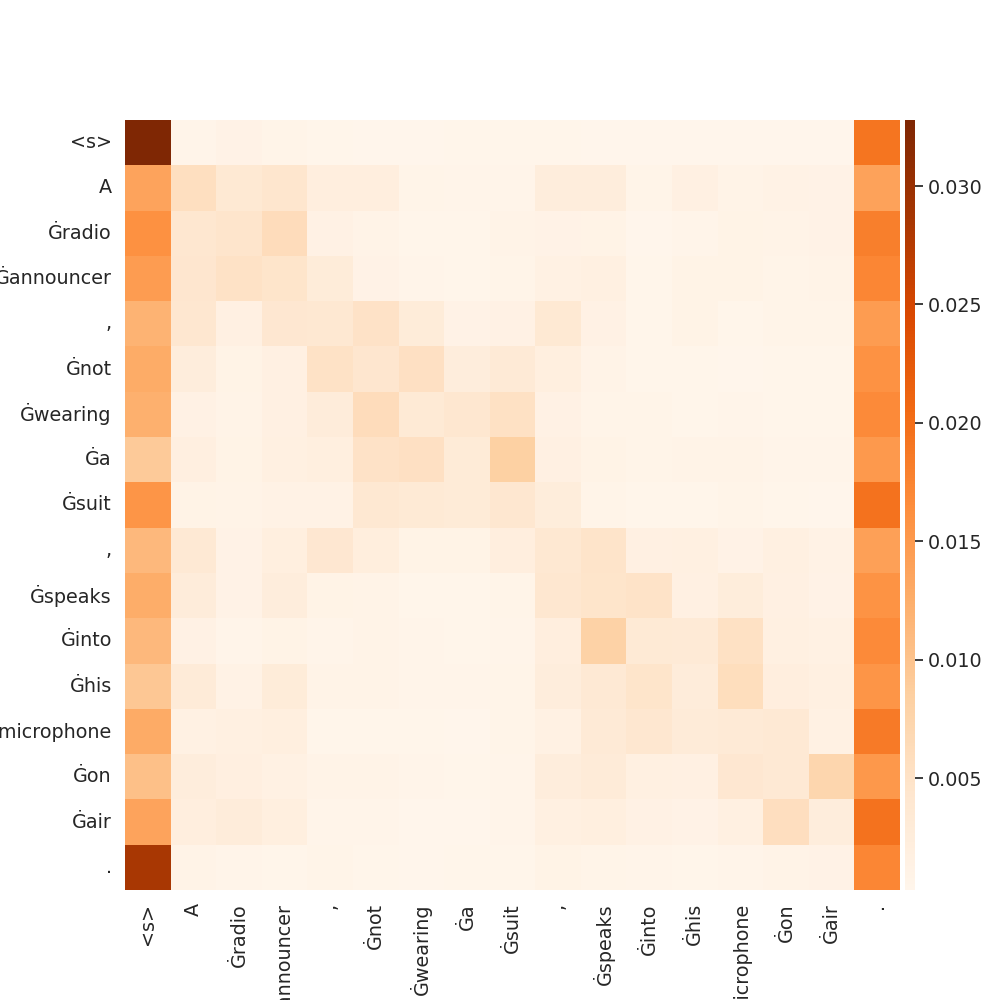 <s>
A
Ġradio
Ġannouncer
,
Ġnot
Ġwearing
Ġa
Ġsuit
,
Ġspeaks
Ġinto
Ġhis
microphone
Ġon
Ġair
.
<s>
A
Ġradio
nnouncer
,
Ġnot
Ġwearing
Ġa
Ġsuit
,
Ġspeaks
Ġinto
Ġhis
icrophone
Ġon
Ġair
.
0.030
0.025
0.020
0.015
0.010
0.005